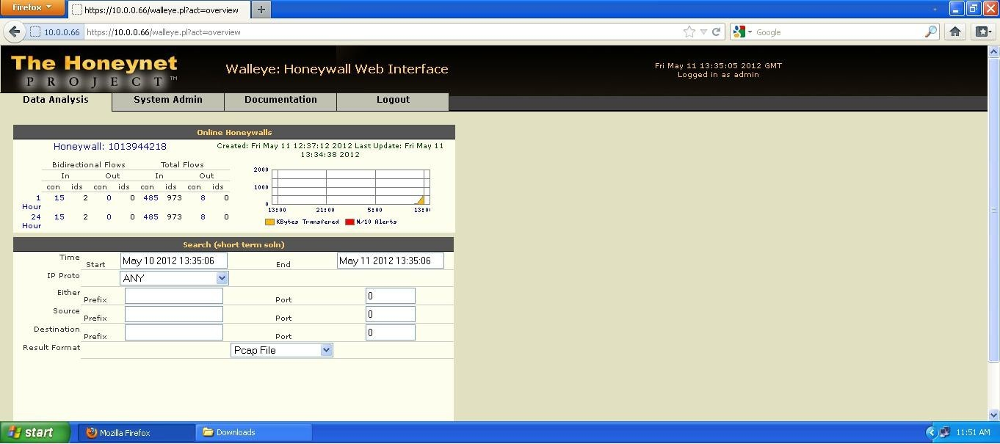 Firefox
https://10.0.0.66/walleye.pl?act=overview
10.0.0.66 https://10.0.0.66/walleye.pl?act=overview
Google
The Honeynet
PROJECT™
Walleye: Honeywall Web Interface
Fri May 11 13:35:05 2012 GMT
Logged in as admin
Data Analysis System Admin Documentation Logout
Online Honeywalls
Honeywall: 1013944218
Created: Fri May 11 12:37:12 2012 Last Update: Fri May 11
13:34:38 2012
Bidirectional Flows Total Flows
In Out In Out
con ids con ids con ids con ids
1 15 2 0 0 485 973 8 0
Hour
24 15 2 0 0 485 973 8 0
Hour
2000
1000
0
13:00 21:00 5:00 13:0
KBytes Transfered N/10 Alerts
Search (short term soln)
Time Start May 10 2012 13:35:06 End May 11 2012 13:35:06
IP Proto ANY
Either Prefix Port 0
Source Prefix Port 0
Destination Prefix Port 0
Result Format Pcap File
start Mozilla Firefox Downloads 11:51 AM